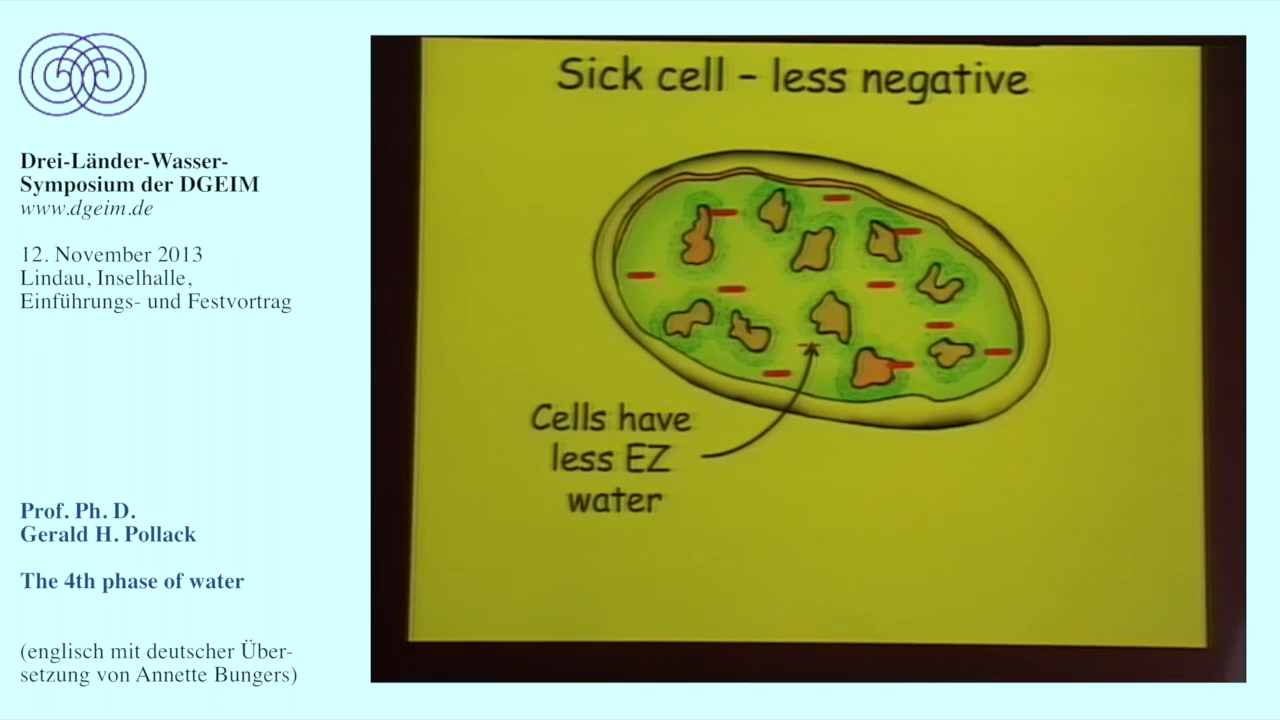 Drei-Länder-Wasser-
Symposium der DGEIM
www.dgeim.de
12. November 2013
Lindau, Inselhalle,
Einführungs- und Festvortrag
Prof. Ph. D.
Gerald H. Pollack
The 4th phase of water
(englisch mit deutscher Über-
setzung von Annette Bungers)
Sick cell – less negative
Cells have
less EZ
water